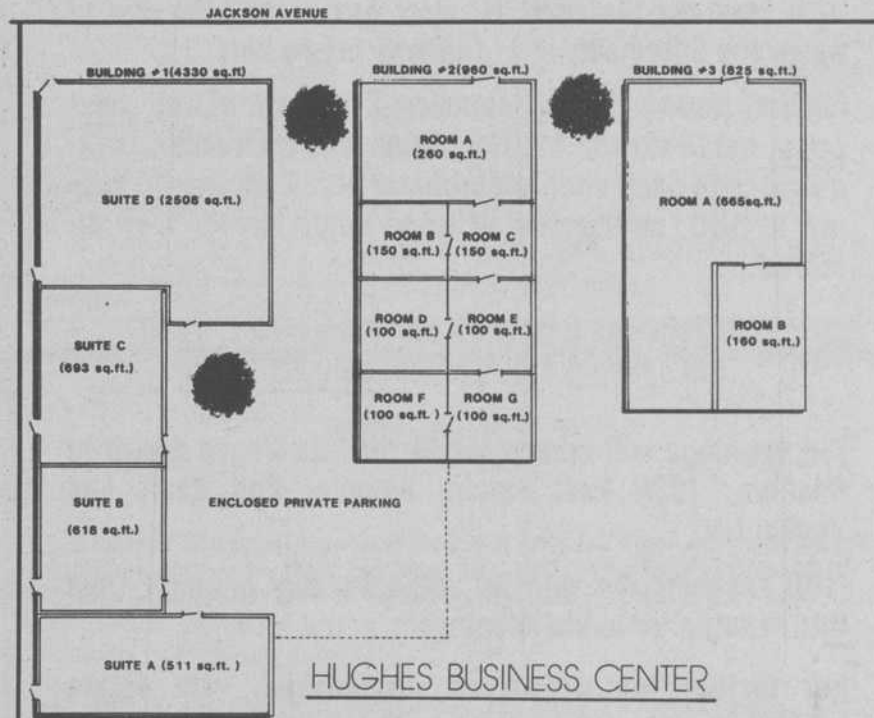 JACKSON AVENUE
BUILDING #1(4330 sq.ft)
BUILDING #2(960 sq.ft.)
BUILDING #3 (825 sq.ft.)
ROOM A
(260 sq.ft.)
SUITE D (2508 sq.ft.)
ROOM A (665sq.ft.)
ROOM B
(150 sq.ft.)
ROOM C
(150 sq.ft.)
SUITE C
(693 sq.ft.)
ROOM D
(100 sq.ft.)
ROOM E
(100 sq.ft.)
ROOM B
(160 sq.ft.)
ROOM F
(100 sq.ft. )
ROOM G
(100 sq.ft.)
SUITE B
(618 sq.ft.)
ENCLOSED PRIVATE PARKING
SUITE A (511 sq.ft. )
HUGHES BUSINESS CENTER